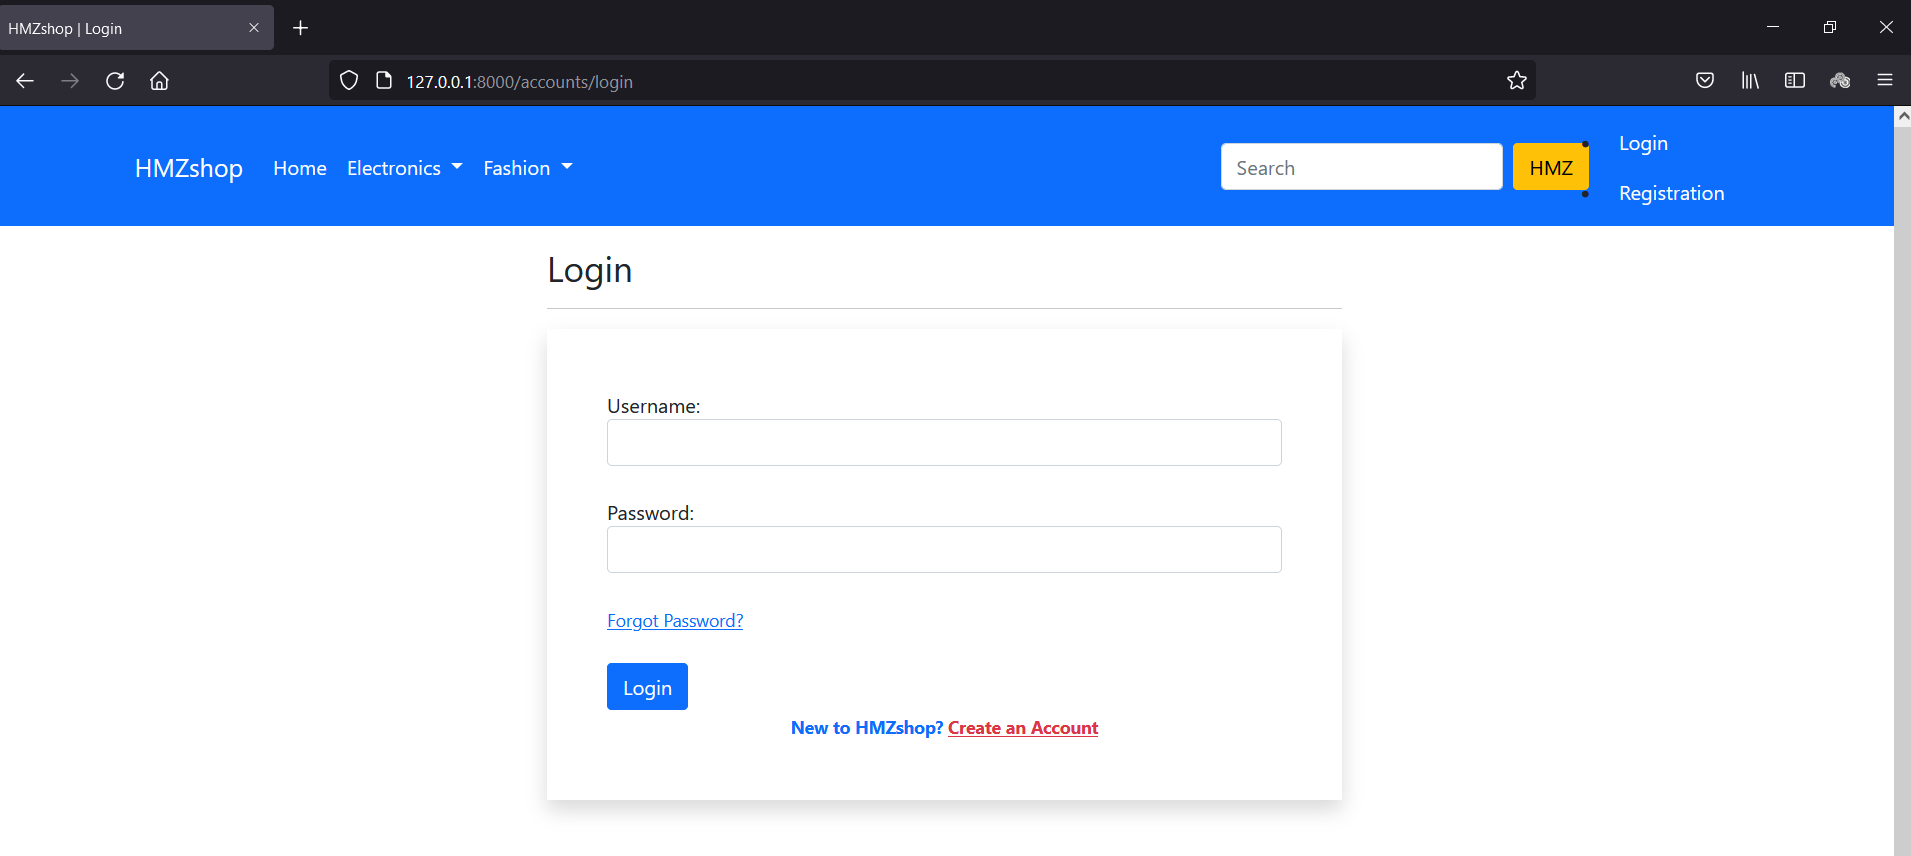 HMZshop | Login
127.0.0.1:8000/accounts/login
HMZshop Home Electronics Fashion Search HMZ
Login
Registration
Login
Username:
Password:
Forgot Password?
Login
New to HMZshop? Create an Account